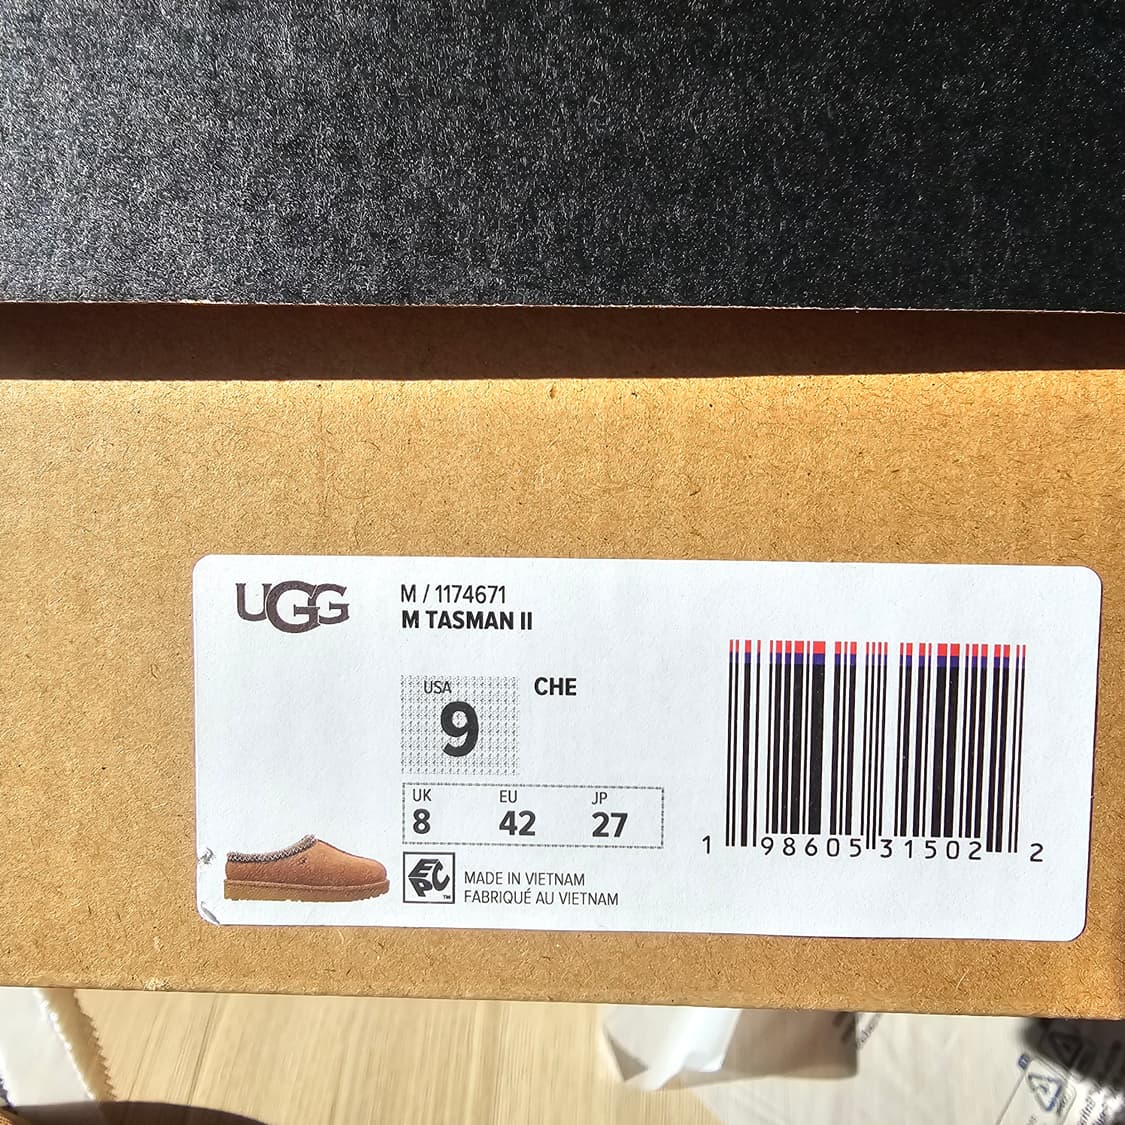 UGG
M / 1174671
M TASMAN II
USA
9
CHE
UK EU JP
8 42 27
EPC
MADE IN VIETNAM
FABRIQUÉ AU VIETNAM
1 98605 31502 2